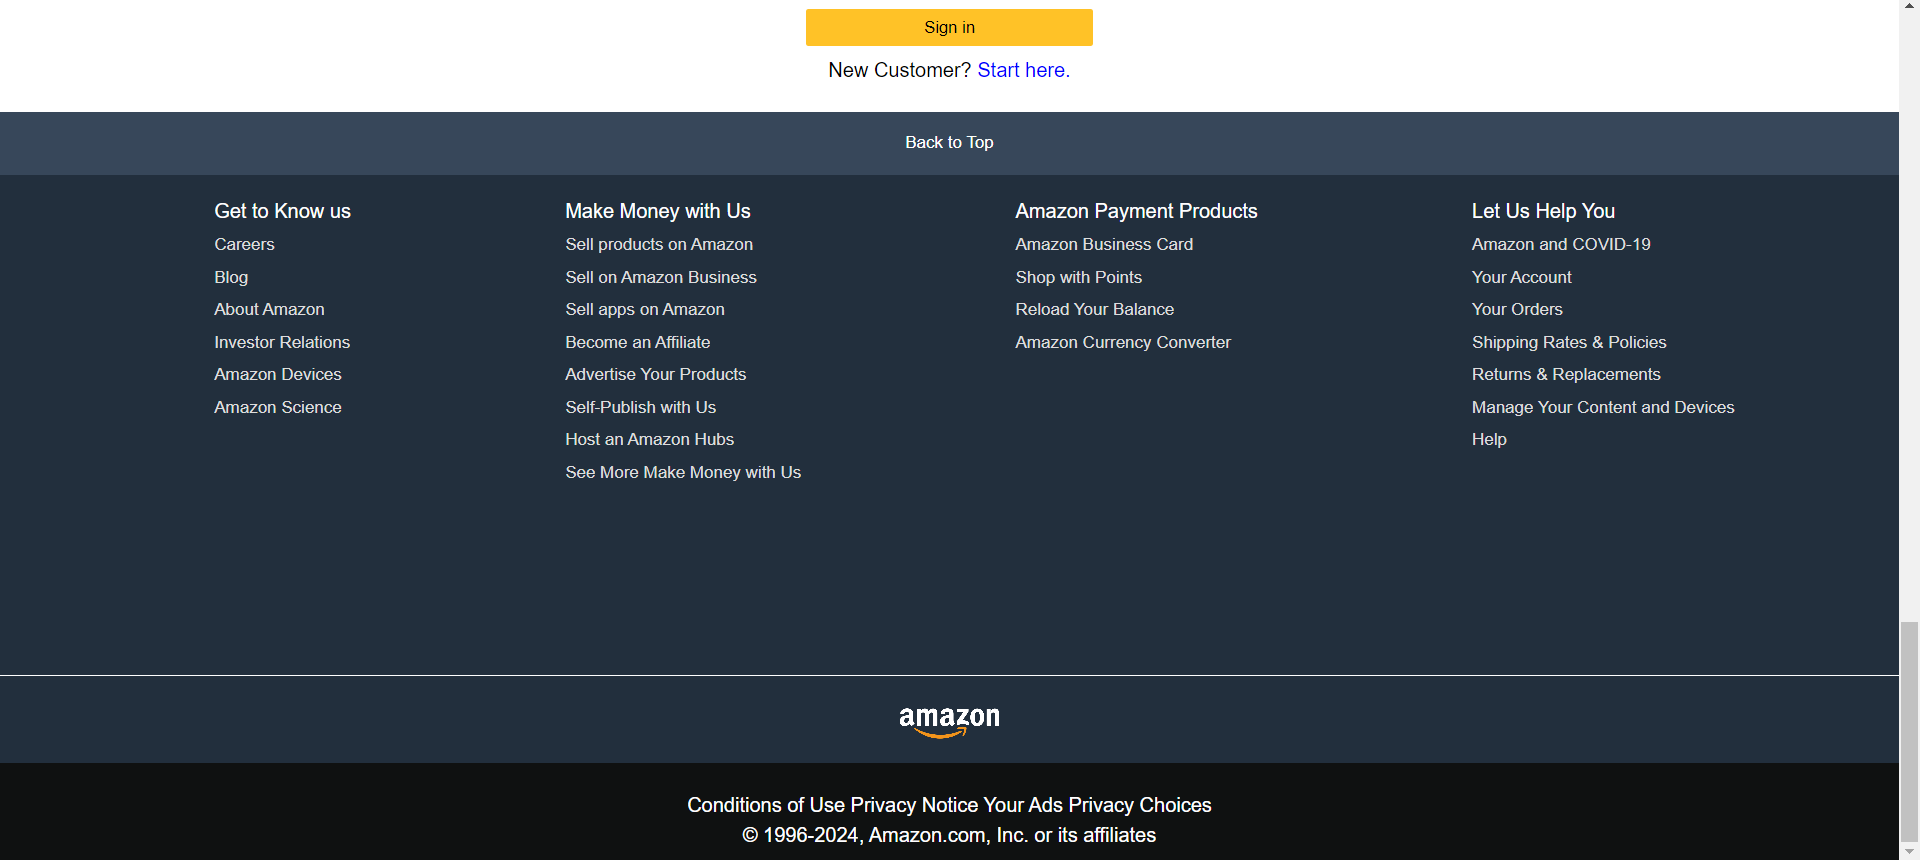 Sign in
New Customer? Start here.
Back to Top
Get to Know us
Careers
Blog
About Amazon
Investor Relations
Amazon Devices
Amazon Science
Make Money with Us
Sell products on Amazon
Sell on Amazon Business
Sell apps on Amazon
Become an Affiliate
Advertise Your Products
Self-Publish with Us
Host an Amazon Hubs
See More Make Money with Us
Amazon Payment Products
Amazon Business Card
Shop with Points
Reload Your Balance
Amazon Currency Converter
Let Us Help You
Amazon and COVID-19
Your Account
Your Orders
Shipping Rates & Policies
Returns & Replacements
Manage Your Content and Devices
Help
amazon
Conditions of Use Privacy Notice Your Ads Privacy Choices
© 1996-2024, Amazon.com, Inc. or its affiliates